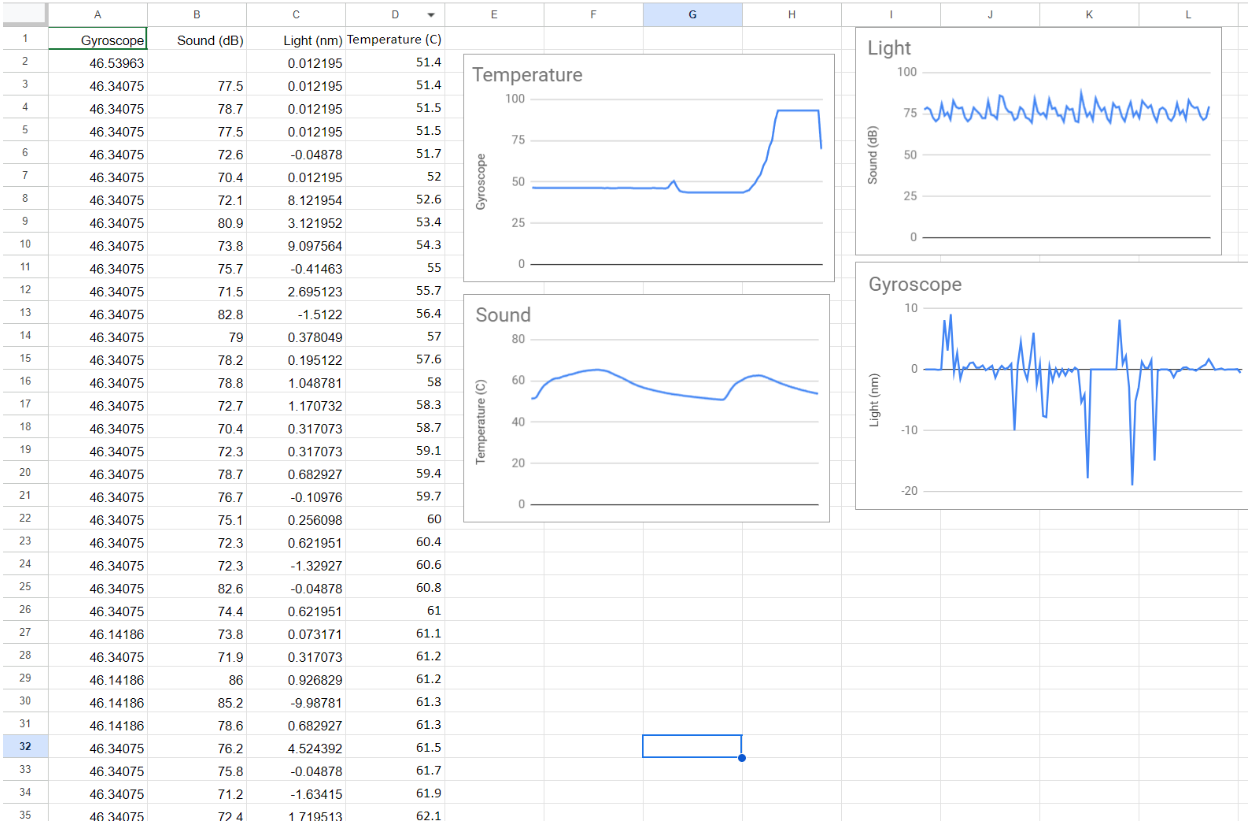 A B C D E F G H I J K L
1 Gyroscope Sound (dB) Light (nm) Temperature (C)
2 46.53963 0.012195 51.4
3 46.34075 77.5 0.012195 51.4
4 46.34075 78.7 0.012195 51.5
5 46.34075 77.5 0.012195 51.5
6 46.34075 72.6 -0.04878 51.7
7 46.34075 70.4 0.012195 52
8 46.34075 72.1 8.121954 52.6
9 46.34075 80.9 3.121952 53.4
10 46.34075 73.8 9.097564 54.3
11 46.34075 75.7 -0.41463 55
12 46.34075 71.5 2.695123 55.7
13 46.34075 82.8 -1.5122 56.4
14 46.34075 79 0.378049 57
15 46.34075 78.2 0.195122 57.6
16 46.34075 78.8 1.048781 58
17 46.34075 72.7 1.170732 58.3
18 46.34075 70.4 0.317073 58.7
19 46.34075 72.3 0.317073 59.1
20 46.34075 78.7 0.682927 59.4
21 46.34075 76.7 -0.10976 59.7
22 46.34075 75.1 0.256098 60
23 46.34075 72.3 0.621951 60.4
24 46.34075 72.3 -1.32927 60.6
25 46.34075 82.6 -0.04878 60.8
26 46.34075 74.4 0.621951 61
27 46.14186 73.8 0.073171 61.1
28 46.14186 71.9 0.317073 61.2
29 46.14186 86 0.926829 61.2
30 46.14186 85.2 -9.98781 61.3
31 46.14186 78.6 0.682927 61.3
32 46.34075 76.2 4.524392 61.5
33 46.34075 75.8 -0.04878 61.7
34 46.34075 71.2 -1.63415 61.9
35 46.34075 72.4 1.719513 62.1
Temperature
Gyroscope
100
75
50
25
0
Light
Sound (dB)
100
75
50
25
0
Sound
Temperature (C)
80
60
40
20
0
Gyroscope
Light (nm)
10
0
-10
-20